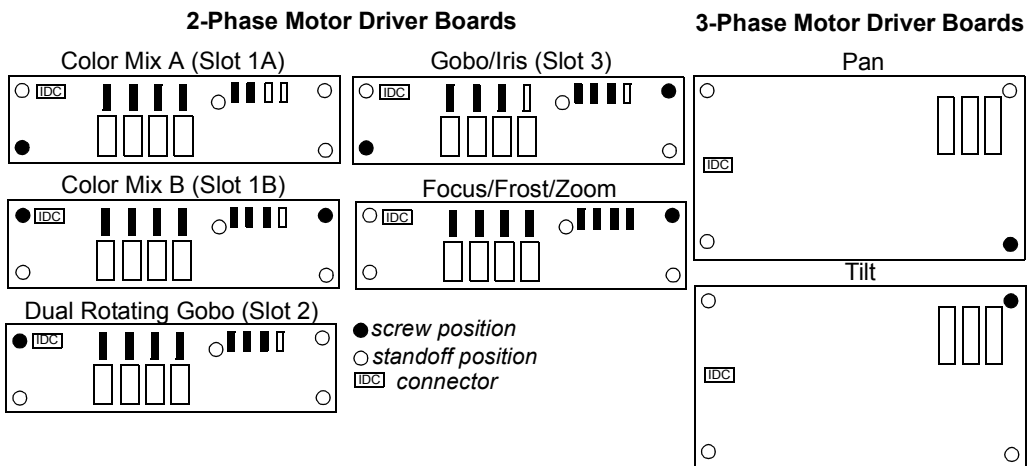 2-Phase Motor Driver Boards
3-Phase Motor Driver Boards
Color Mix A (Slot 1A)
IDC
Gobo/Iris (Slot 3)
IDC
Pan
IDC
Color Mix B (Slot 1B)
IDC
Focus/Frost/Zoom
IDC
Tilt
IDC
Dual Rotating Gobo (Slot 2)
IDC
screw position
standoff position
IDC connector